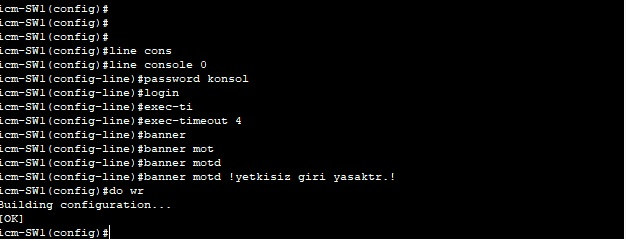 icm-SW1(config)#
icm-SW1(config)#
icm-SW1(config)#
icm-SW1(config)#line cons
icm-SW1(config)#line console 0
icm-SW1(config-line)#password konsol
icm-SW1(config-line)#login
icm-SW1(config-line)#exec-ti
icm-SW1(config-line)#exec-timeout 4
icm-SW1(config-line)#banner
icm-SW1(config-line)#banner mot
icm-SW1(config-line)#banner motd
icm-SW1(config-line)#banner motd !yetkisiz giri yasaktr.!
icm-SW1(config)#do wr
Building configuration...
[OK]
icm-SW1(config)#